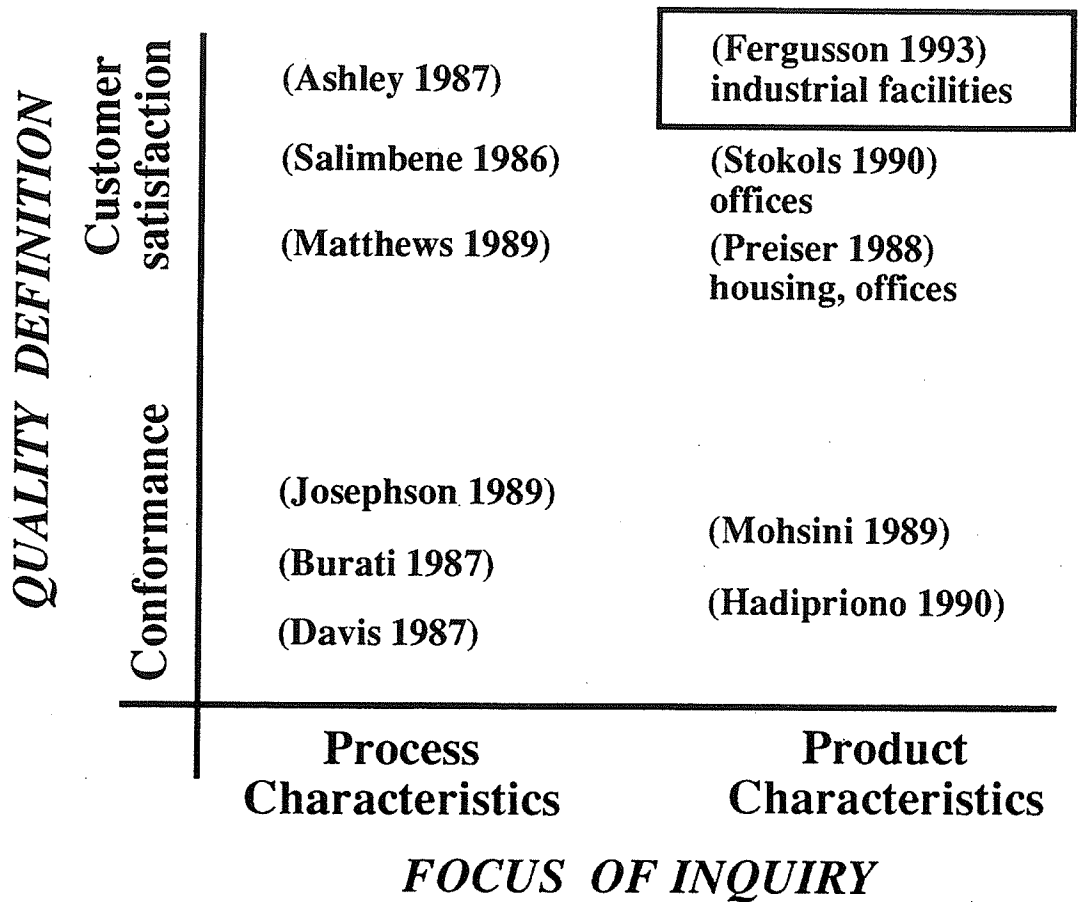 QUALITY DEFINITION
Customer
satisfaction
Conformance
(Ashley 1987)
(Salimbene 1986)
(Matthews 1989)
(Fergusson 1993)
industrial facilities
(Stokols 1990)
offices
(Preiser 1988)
housing, offices
(Josephson 1989)
(Burati 1987)
(Davis 1987)
(Mohsini 1989)
(Hadipriono 1990)
Process
Characteristics
Product
Characteristics
FOCUS OF INQUIRY